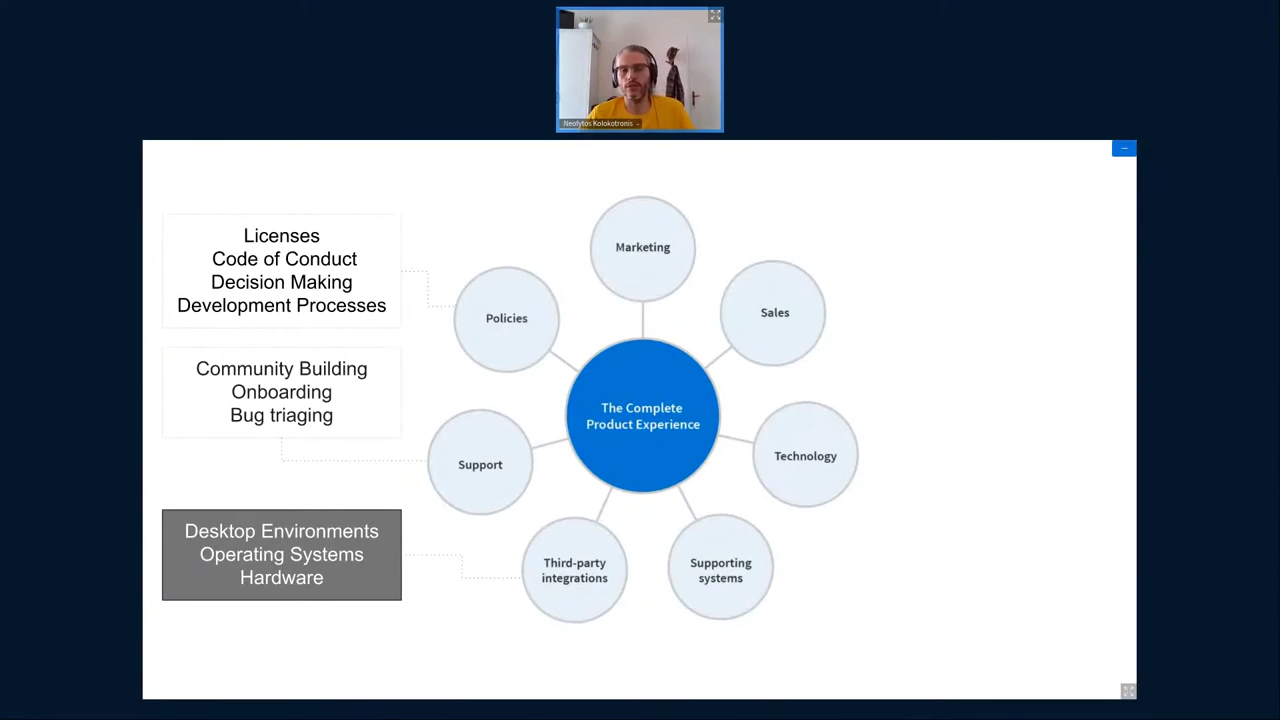 Neofytos Kolokotronis
Licenses
Code of Conduct
Decision Making
Development Processes
Community Building
Onboarding
Bug triaging
Desktop Environments
Operating Systems
Hardware
Marketing
Policies
Sales
The Complete
Product Experience
Support
Technology
Third-party
integrations
Supporting
systems